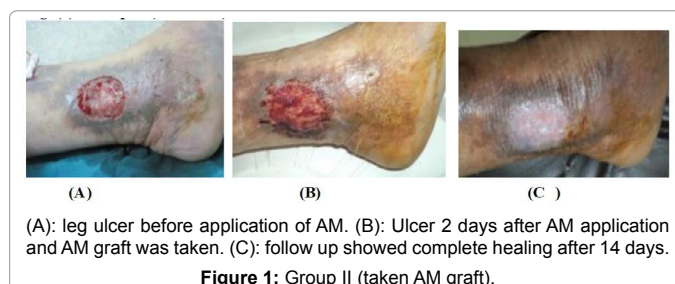 (A)
(B)
(C )
(A): leg ulcer before application of AM. (B): Ulcer 2 days after AM application
and AM graft was taken. (C): follow up showed complete healing after 14 days.
Figure 1: Group II (taken AM graft).